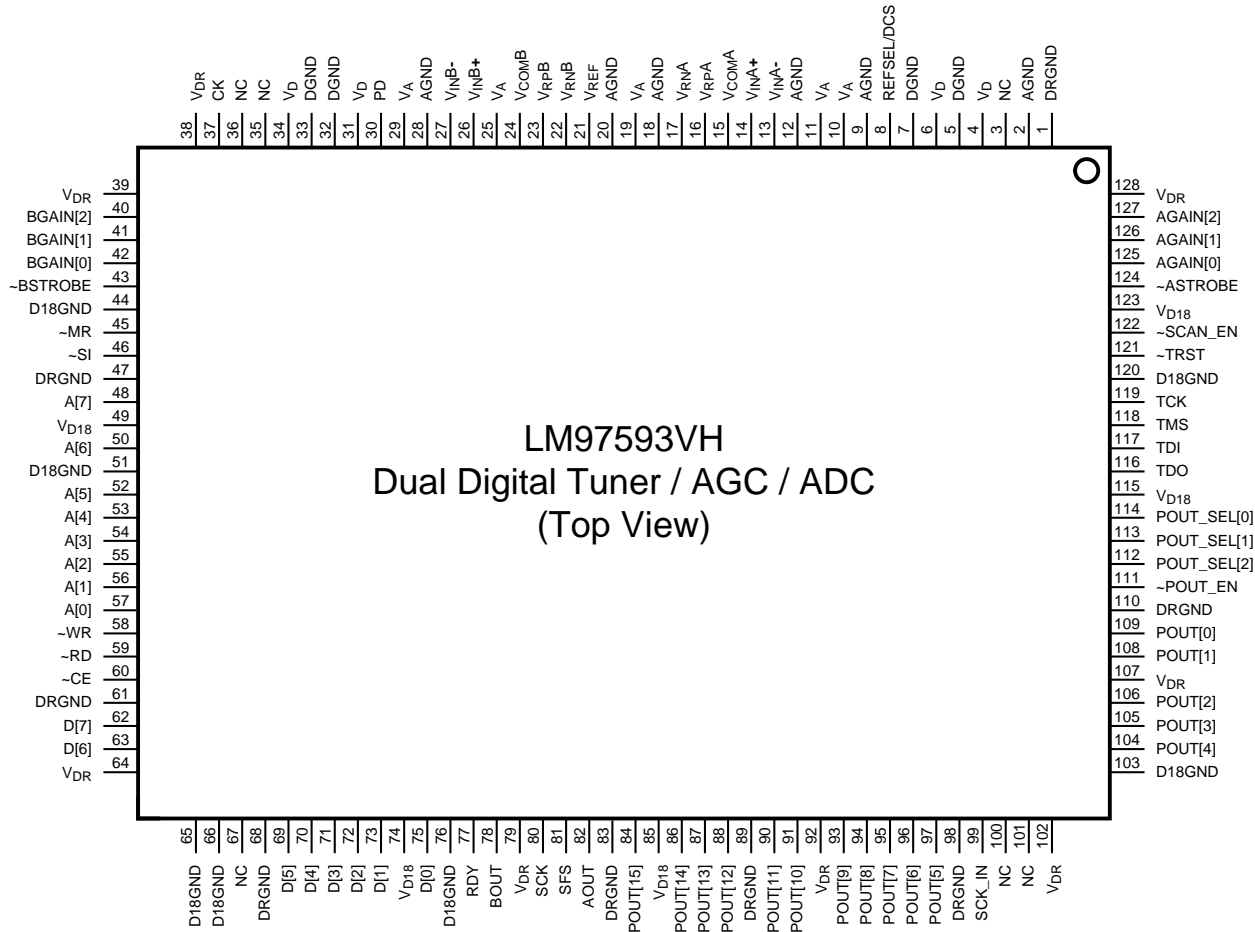 VDR 38
CK 37
NC 36
NC 35
VD 34
DGND 33
DGND 32
VD 31
PD 30
VA 29
AGND 28
VINB- 27
VINB+ 26
VA 25
VCOMB 24
VRPB 23
VRNB 22
VREF 21
AGND 20
VA 19
AGND 18
VRNA 17
VRPA 16
VCOMA 15
VINA+ 14
VINA- 13
AGND 12
VA 11
VA 10
AGND 9
REFSEL/DCS 8
DGND 7
VD 6
DGND 5
VD 4
NC 3
AGND 2
DRGND 1
VDR 39
BGAIN[2] 40
BGAIN[1] 41
BGAIN[0] 42
~BSTROBE 43
D18GND 44
~MR 45
~SI 46
DRGND 47
A[7] 48
VD18 49
A[6] 50
D18GND 51
A[5] 52
A[4] 53
A[3] 54
A[2] 55
A[1] 56
A[0] 57
~WR 58
~RD 59
~CE 60
DRGND 61
D[7] 62
D[6] 63
VDR 64
LM97593VH
Dual Digital Tuner / AGC / ADC
(Top View)
128 VDR
127 AGAIN[2]
126 AGAIN[1]
125 AGAIN[0]
124 ~ASTROBE
123 VD18
122 ~SCAN_EN
121 ~TRST
120 D18GND
119 TCK
118 TMS
117 TDI
116 TDO
115 VD18
114 POUT_SEL[0]
113 POUT_SEL[1]
112 POUT_SEL[2]
111 ~POUT_EN
110 DRGND
109 POUT[0]
108 POUT[1]
107 VDR
106 POUT[2]
105 POUT[3]
104 POUT[4]
103 D18GND
65 D18GND
66 D18GND
67 NC
68 DRGND
69 D[5]
70 D[4]
71 D[3]
72 D[2]
73 D[1]
74 VD18
75 D[0]
76 D18GND
77 RDY
78 BOUT
79 VDR
80 SCK
81 SFS
82 AOUT
83 DRGND
84 POUT[15]
85 VD18
86 POUT[14]
87 POUT[13]
88 POUT[12]
89 DRGND
90 POUT[11]
91 POUT[10]
92 VDR
93 POUT[9]
94 POUT[8]
95 POUT[7]
96 POUT[6]
97 POUT[5]
98 DRGND
99 SCK_IN
100 NC
101 NC
102 VDR